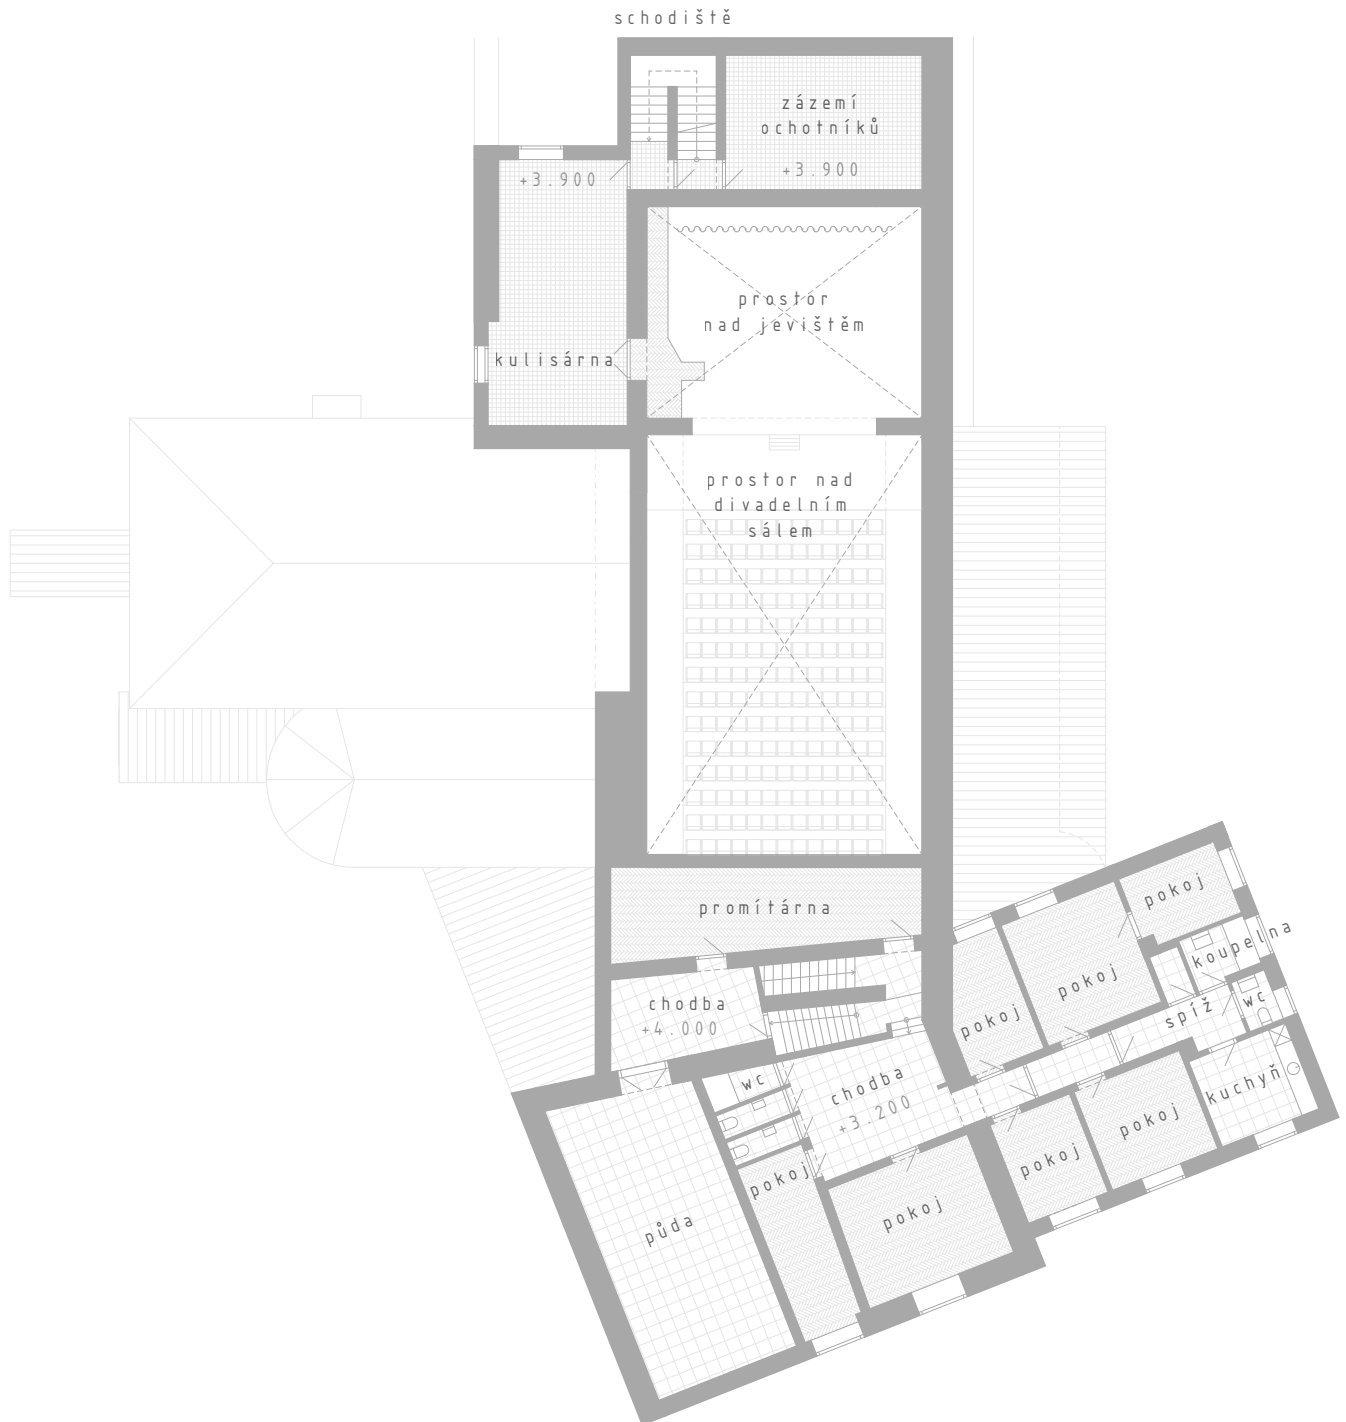 schodiště
zázemí
ochotníků
+3.900
+3.900
prostor
nad jevištěm
kulisárna
prostor nad
divadelním
sálem
promítárna
pokoj
koupelna
pokoj
wc
chodba
+4.000
pokoj
spíž
wc
chodba
+3.200
kuchyň
pokoj
pokoj
pokoj
pokoj
půda